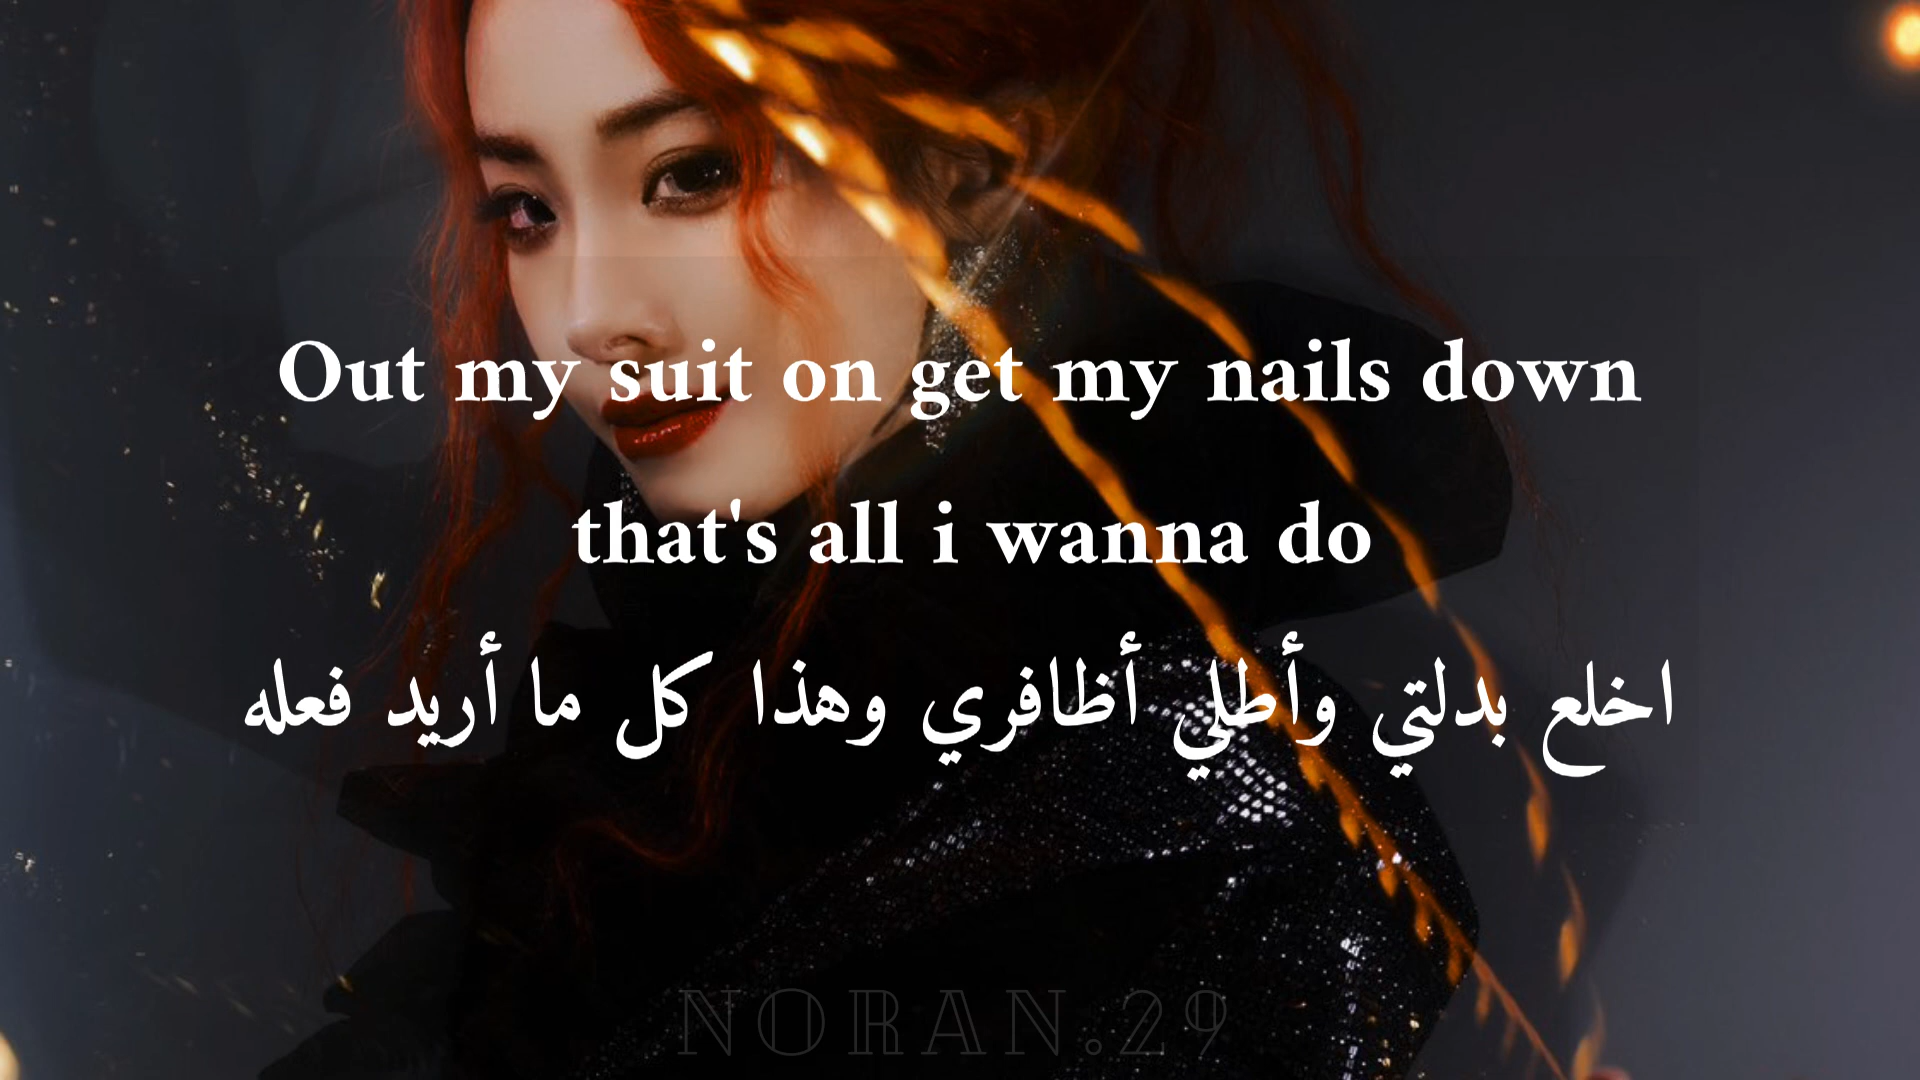 Out my suit on get my nails down
that's all i wanna do
اخلع بدلتي وأطلي أظافري وهذا كل ما أريد فعله
NORAN.29